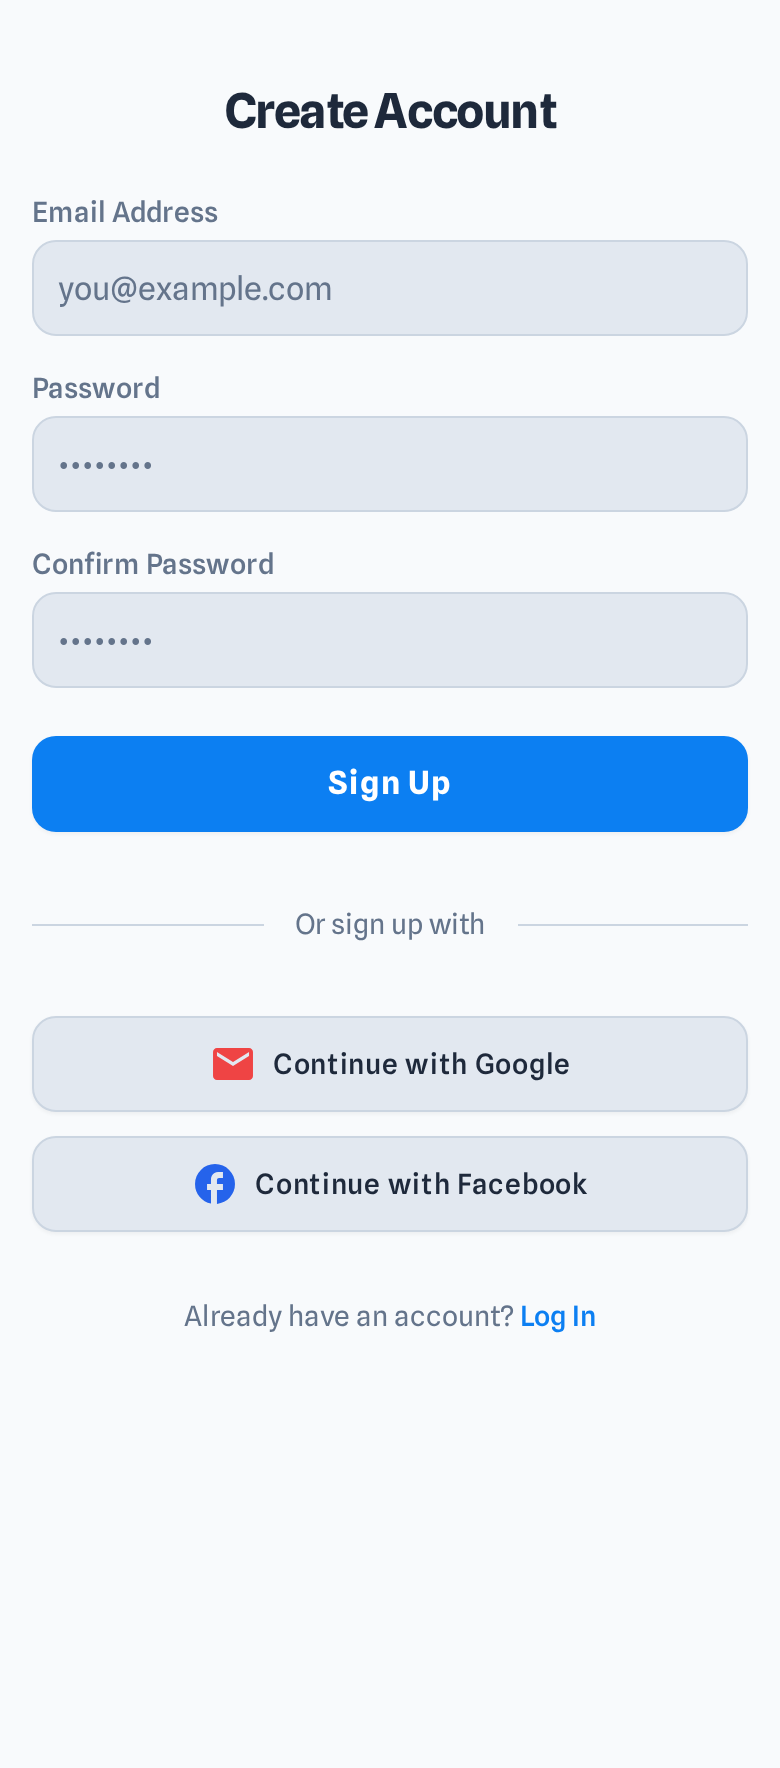 Create Account
Email Address
you@example.com
Password
••••••••
Confirm Password
••••••••
Sign Up
Or sign up with
Continue with Google
Continue with Facebook
Already have an account? Log In